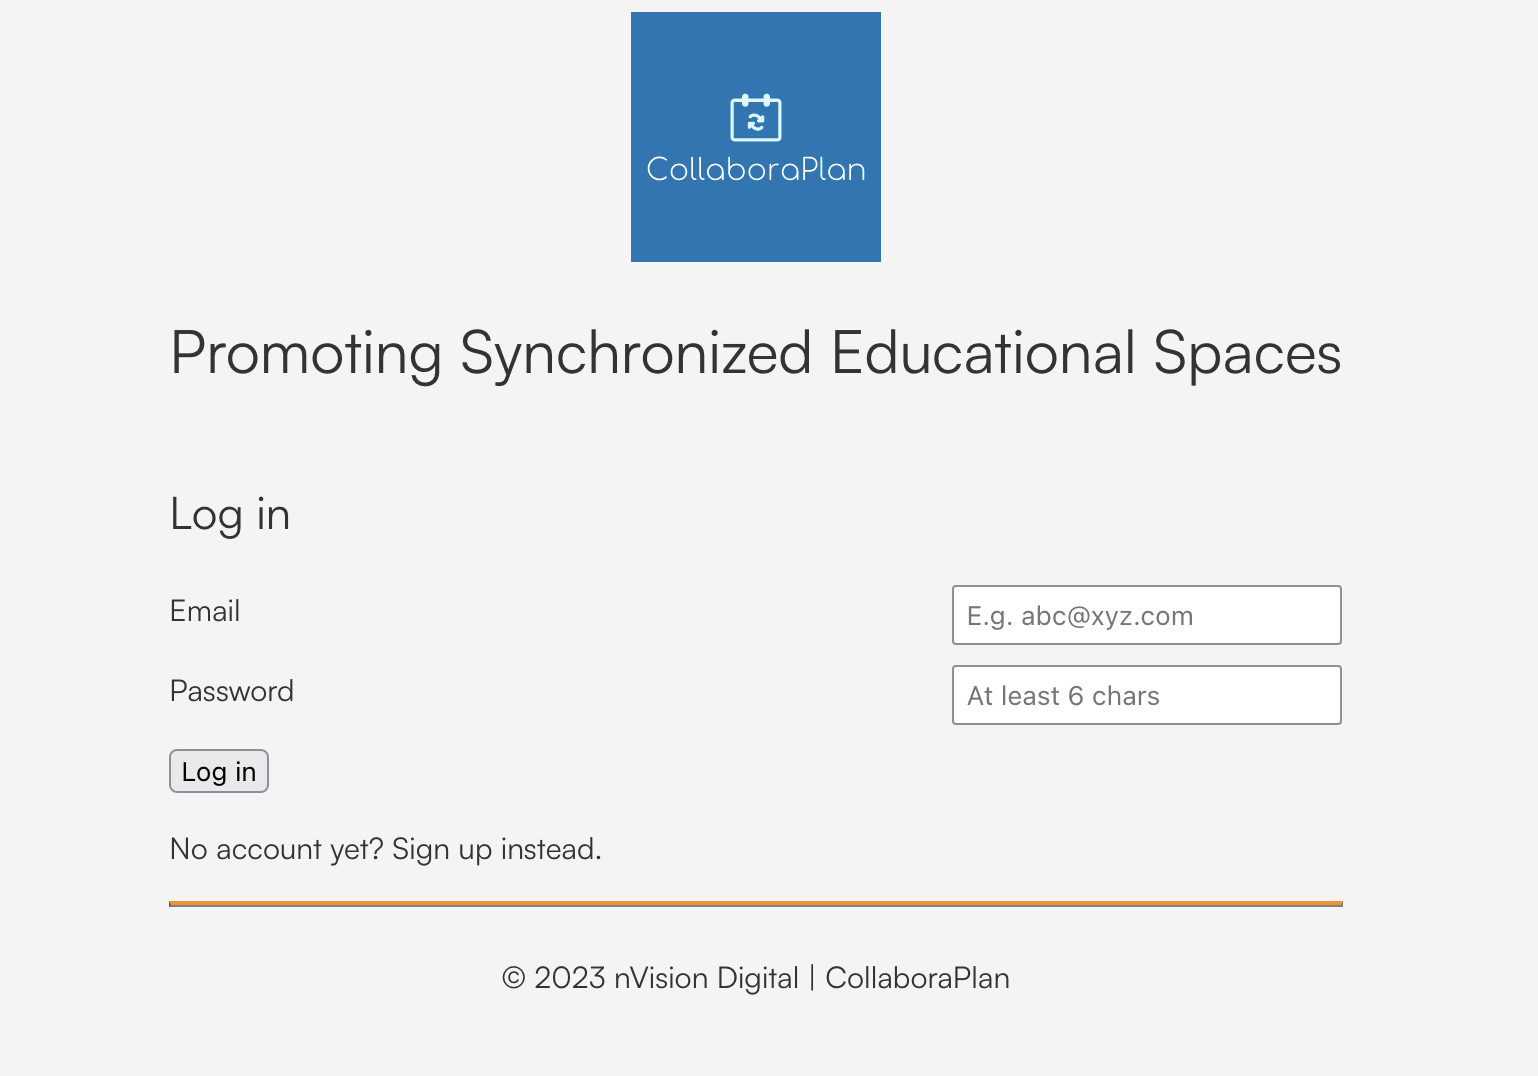 CollaboraPlan
Promoting Synchronized Educational Spaces
Log in
Email
E.g. abc@xyz.com
Password
At least 6 chars
Log in
No account yet? Sign up instead.
© 2023 nVision Digital | CollaboraPlan